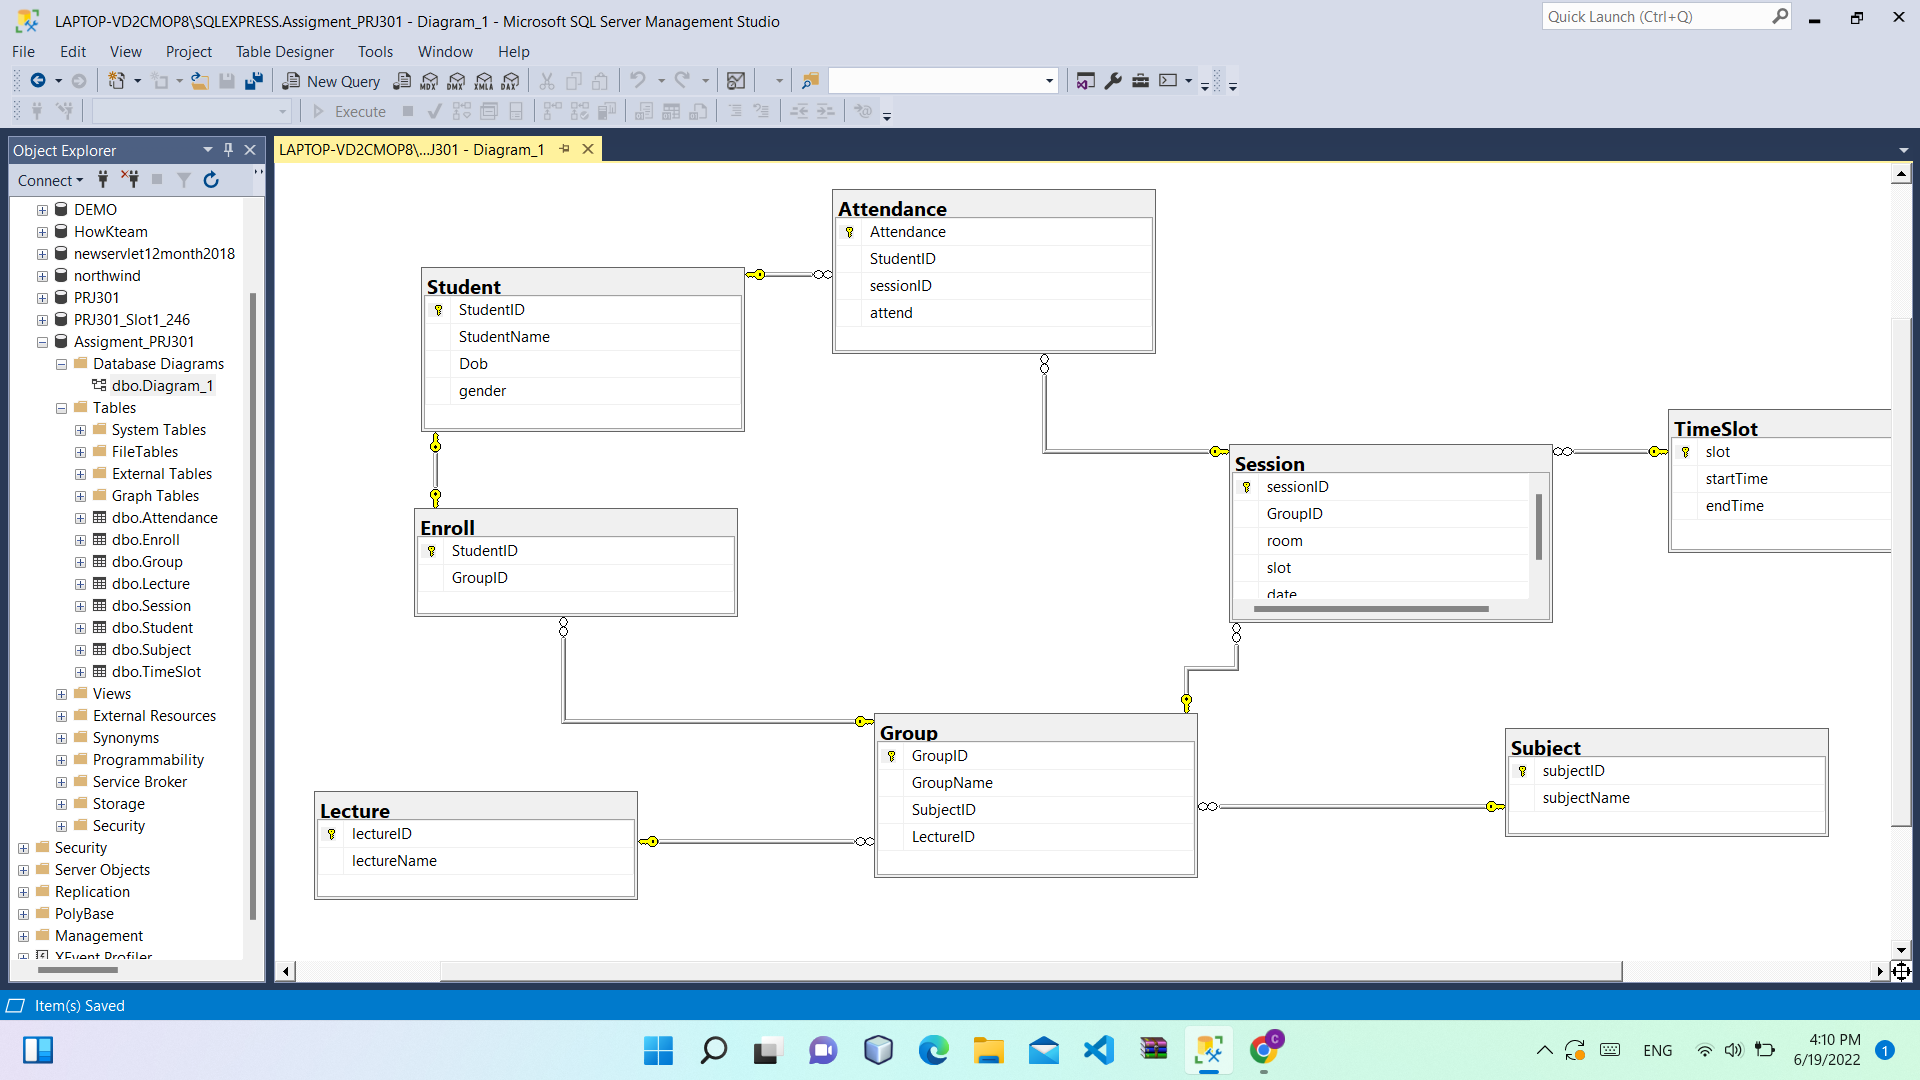 LAPTOP-VD2CMOP8\SQLEXPRESS.Assigment_PRJ301 - Diagram_1 - Microsoft SQL Server Management Studio
Quick Launch (Ctrl+Q)
File Edit View Project Table Designer Tools Window Help
New Query MDX DMX XMLA DAX
Execute
Object Explorer
Connect
DEMO
HowKteam
newservlet12month2018
northwind
PRJ301
PRJ301_Slot1_246
Assigment_PRJ301
Database Diagrams
dbo.Diagram_1
Tables
System Tables
FileTables
External Tables
Graph Tables
dbo.Attendance
dbo.Enroll
dbo.Group
dbo.Lecture
dbo.Session
dbo.Student
dbo.Subject
dbo.TimeSlot
Views
External Resources
Synonyms
Programmability
Service Broker
Storage
Security
Security
Server Objects
Replication
PolyBase
Management
XEvent Profiler
LAPTOP-VD2CMOP8\...J301 - Diagram_1
Attendance
Attendance
StudentID
sessionID
attend
Student
StudentID
StudentName
Dob
gender
TimeSlot
slot
startTime
endTime
Session
sessionID
GroupID
room
slot
date
Enroll
StudentID
GroupID
Group
GroupID
GroupName
SubjectID
LectureID
Subject
subjectID
subjectName
Lecture
lectureID
lectureName
Item(s) Saved
C
ENG
4:10 PM
6/19/2022
1